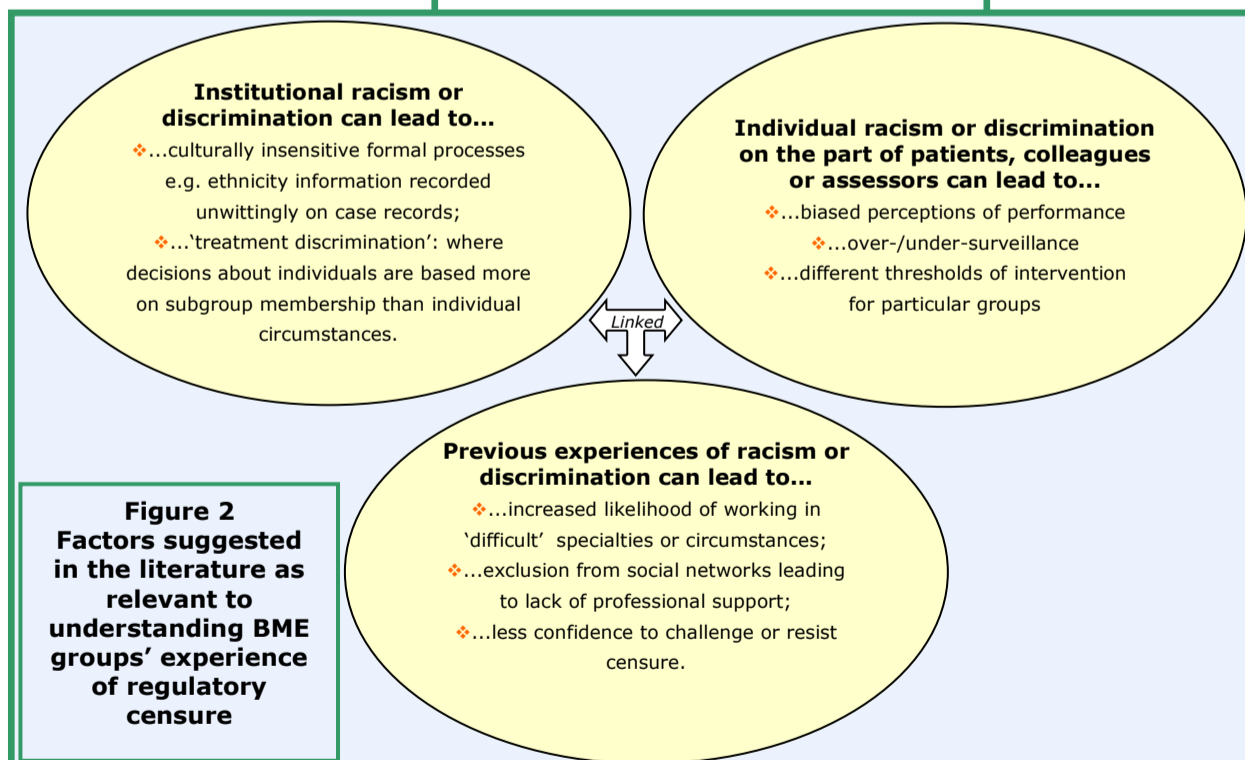 Institutional racism or
discrimination can lead to...
❖...culturally insensitive formal processes
e.g. ethnicity information recorded
unwittingly on case records;
❖...‘treatment discrimination’: where
decisions about individuals are based more
on subgroup membership than individual
circumstances.
Individual racism or discrimination
on the part of patients, colleagues
or assessors can lead to...
❖...biased perceptions of performance
❖...over-/under-surveillance
❖...different thresholds of intervention
for particular groups
Linked
Previous experiences of racism or
discrimination can lead to...
❖...increased likelihood of working in
‘difficult’ specialties or circumstances;
❖...exclusion from social networks leading
to lack of professional support;
❖...less confidence to challenge or resist
censure.
Figure 2
Factors suggested
in the literature as
relevant to
understanding BME
groups’ experience
of regulatory
censure